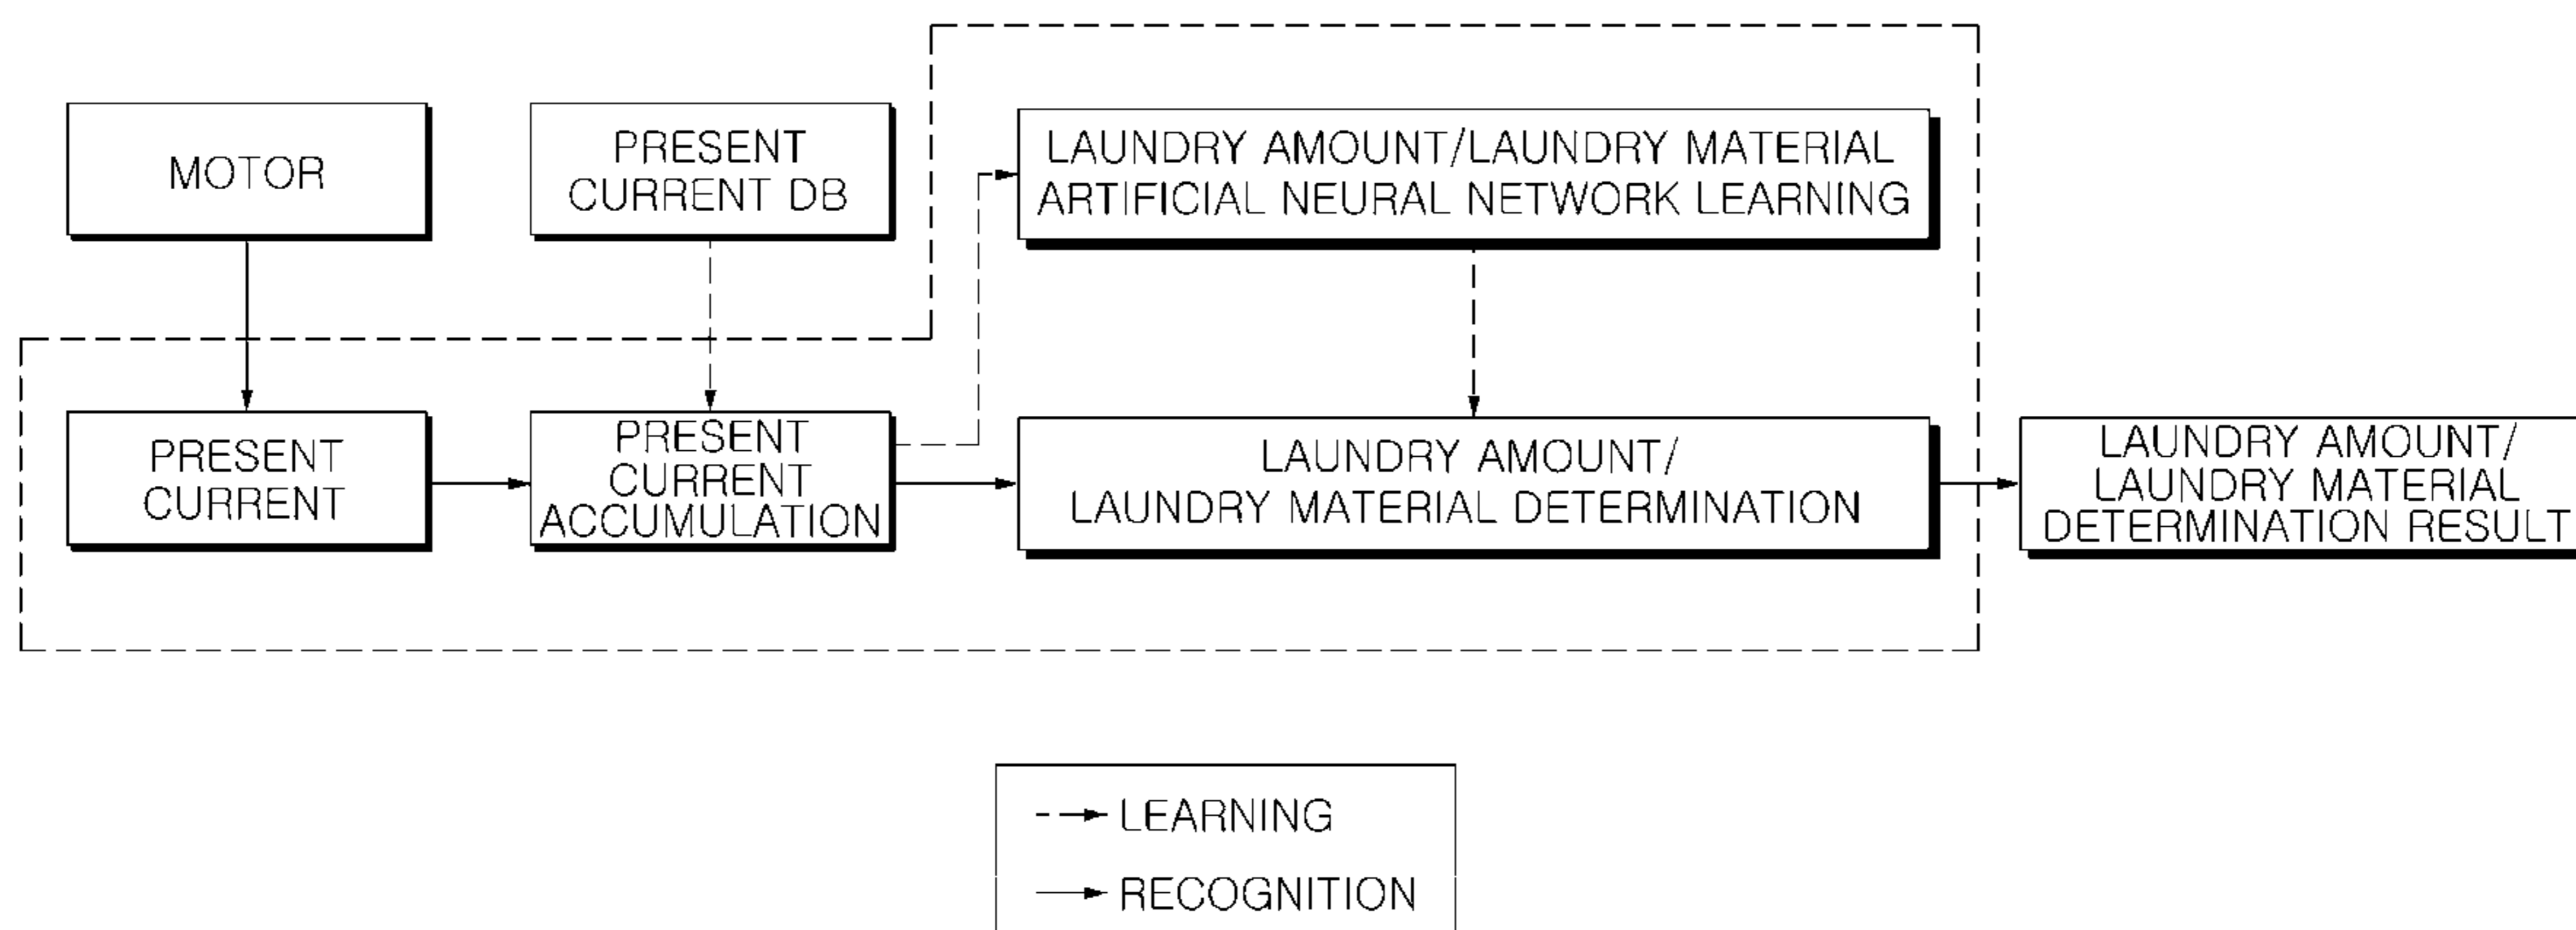 MOTOR
PRESENT
CURRENT DB
LAUNDRY AMOUNT/LAUNDRY MATERIAL
ARTIFICIAL NEURAL NETWORK LEARNING
PRESENT
CURRENT
PRESENT
CURRENT
ACCUMULATION
LAUNDRY AMOUNT/
LAUNDRY MATERIAL DETERMINATION
LAUNDRY AMOUNT/
LAUNDRY MATERIAL
DETERMINATION RESULT
LEARNING
RECOGNITION